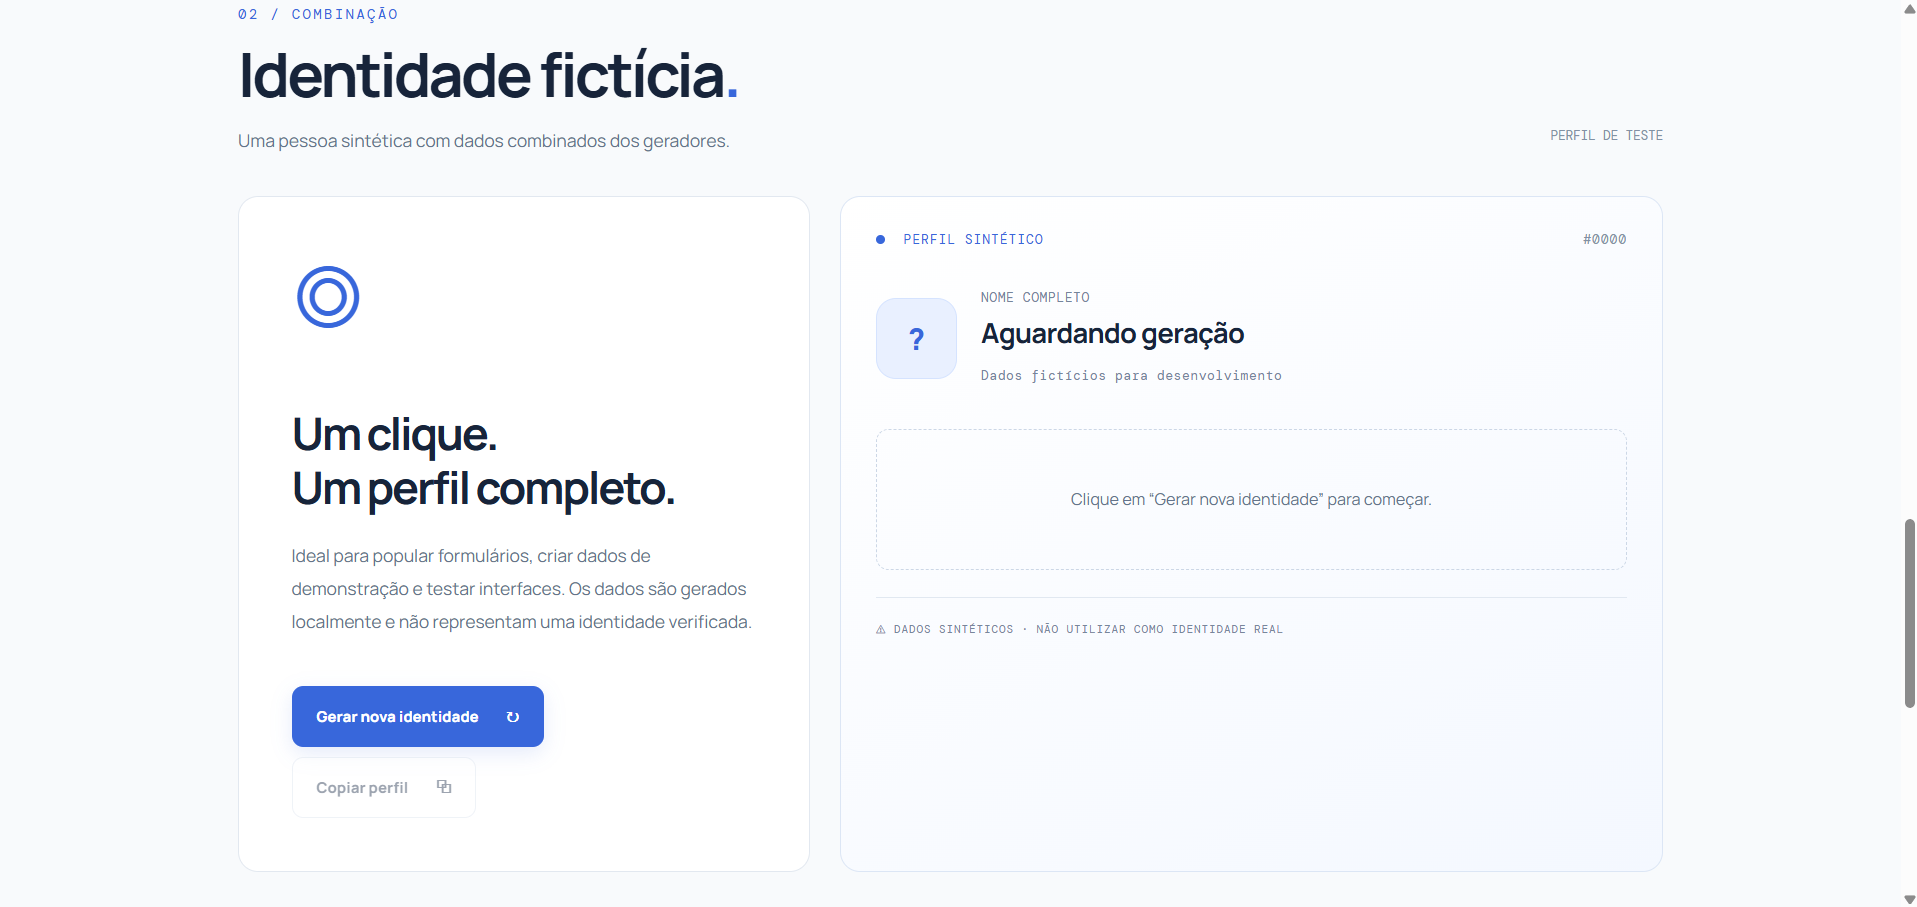 02 / COMBINAÇÃO
Identidade fictícia.
Uma pessoa sintética com dados combinados dos geradores.
PERFIL DE TESTE
Um clique.
Um perfil completo.
Ideal para popular formulários, criar dados de
demonstração e testar interfaces. Os dados são gerados
localmente e não representam uma identidade verificada.
Gerar nova identidade ↻
Copiar perfil
PERFIL SINTÉTICO
#0000
?
NOME COMPLETO
Aguardando geração
Dados fictícios para desenvolvimento
Clique em “Gerar nova identidade” para começar.
⚠ DADOS SINTÉTICOS · NÃO UTILIZAR COMO IDENTIDADE REAL